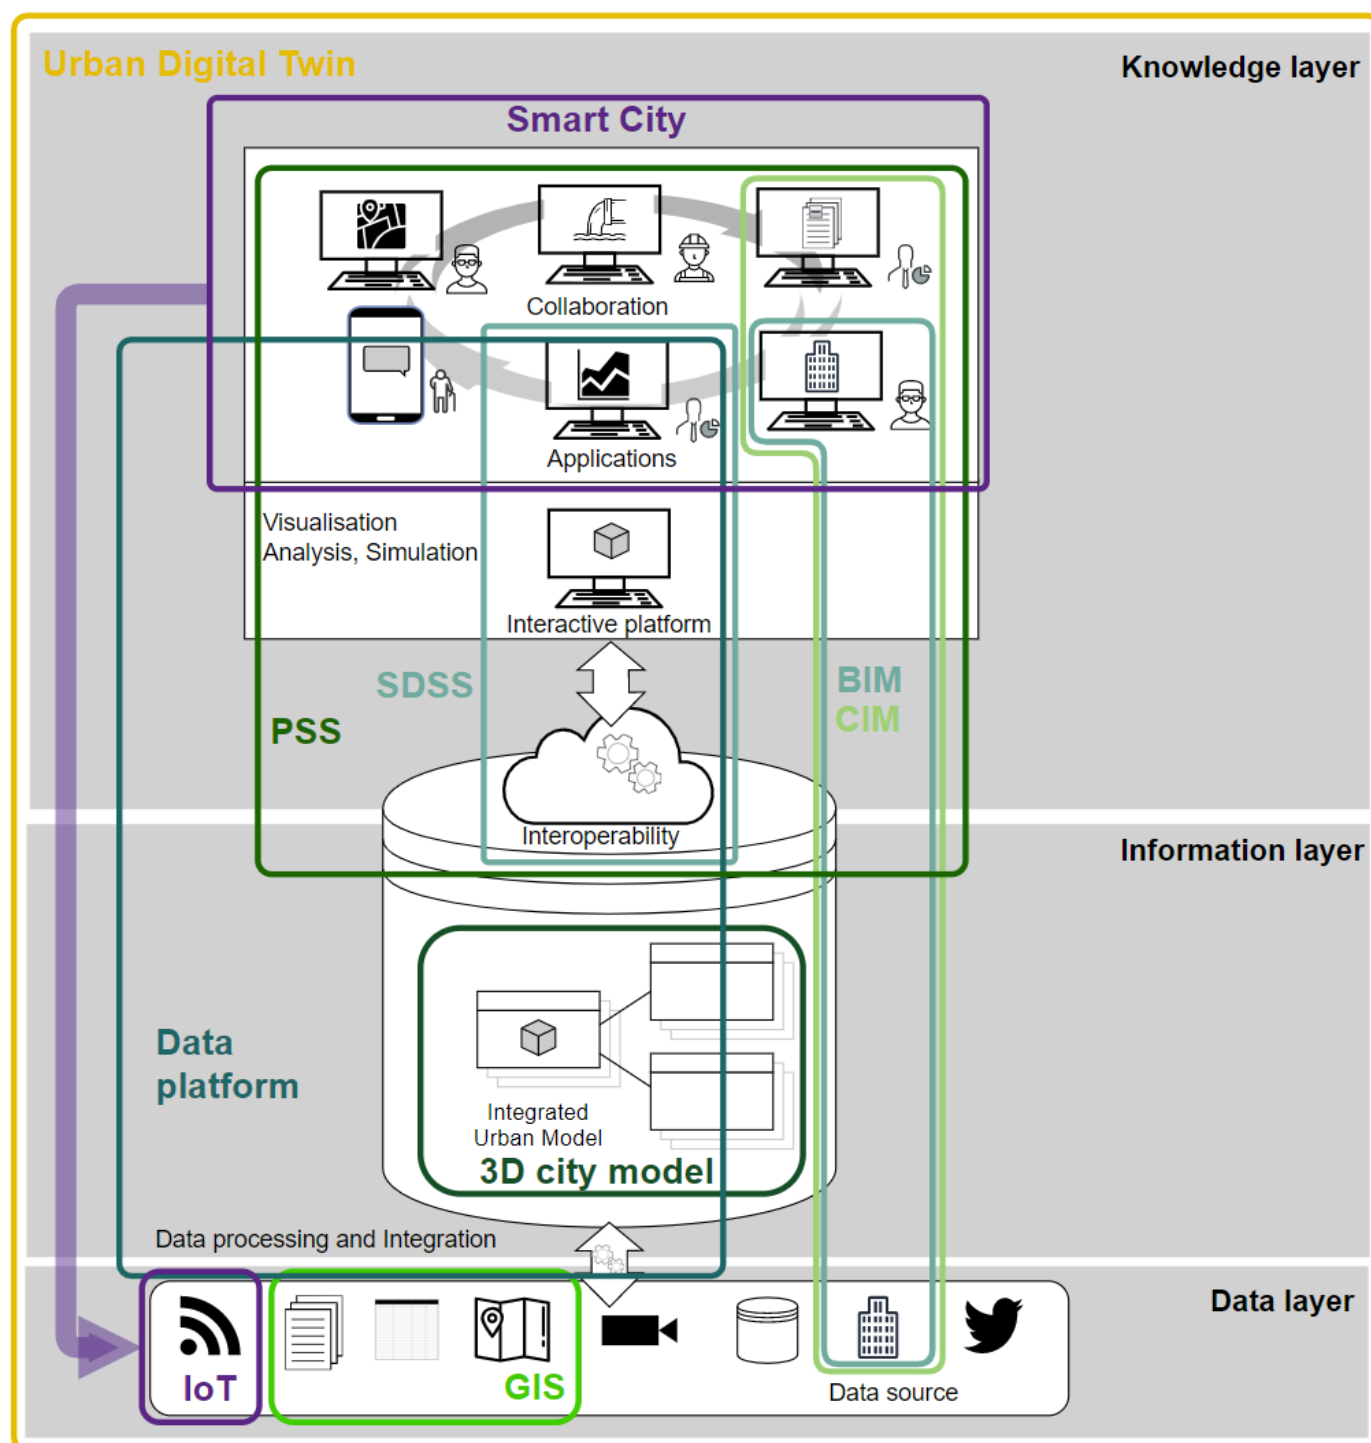 Urban Digital Twin
Knowledge layer
Smart City
Collaboration
Applications
Visualisation
Analysis, Simulation
Interactive platform
SDSS
BIM
CIM
PSS
Interoperability
Information layer
Data
platform
Integrated
Urban Model
3D city model
Data processing and Integration
Data layer
IoT
GIS
Data source